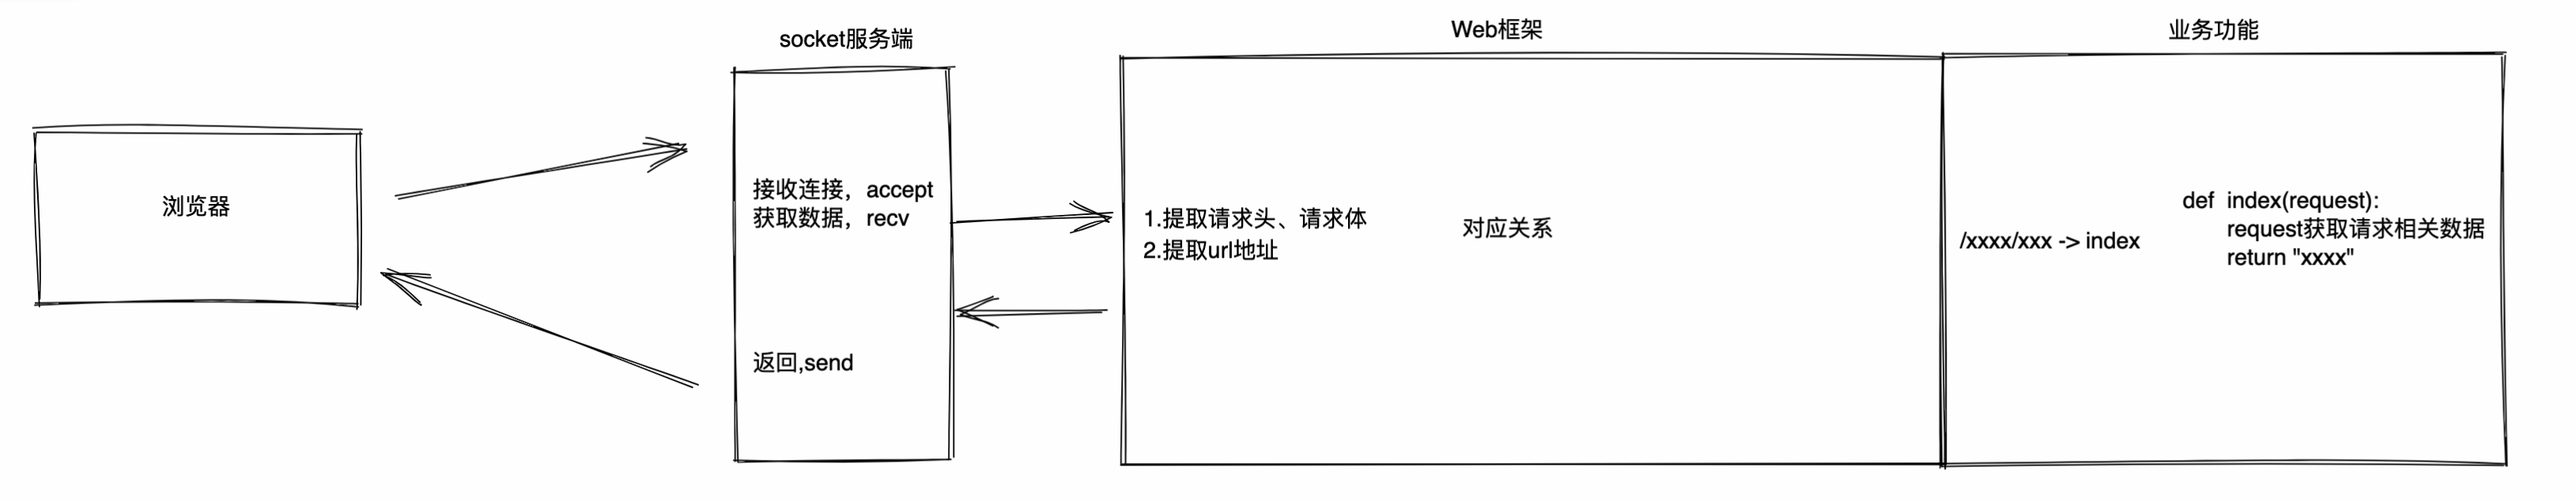 socket服务端
Web框架
业务功能
浏览器
接收连接，accept
获取数据，recv
返回,send
1.提取请求头、请求体
2.提取url地址
对应关系
/xxxx/xxx -> index
def index(request):
request获取请求相关数据
return "xxxx"